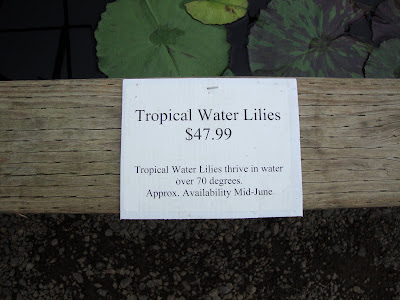 Tropical Water Lilies
$47.99
Tropical Water Lilies thrive in water
over 70 degrees.
Approx. Availability Mid-June